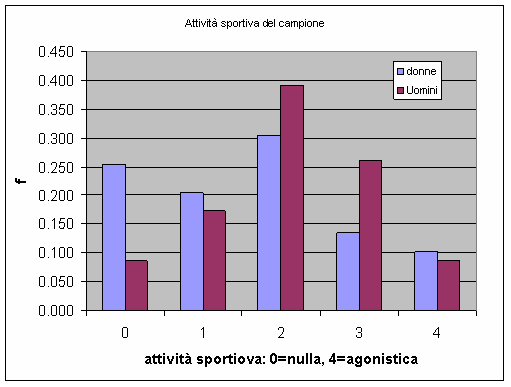 Attività sportiva del campione
0.450
0.400
0.350
0.300
0.250
0.200
0.150
0.100
0.050
0.000
f
donne
Uomini
0 1 2 3 4
attività sportiova: 0=nulla, 4=agonistica